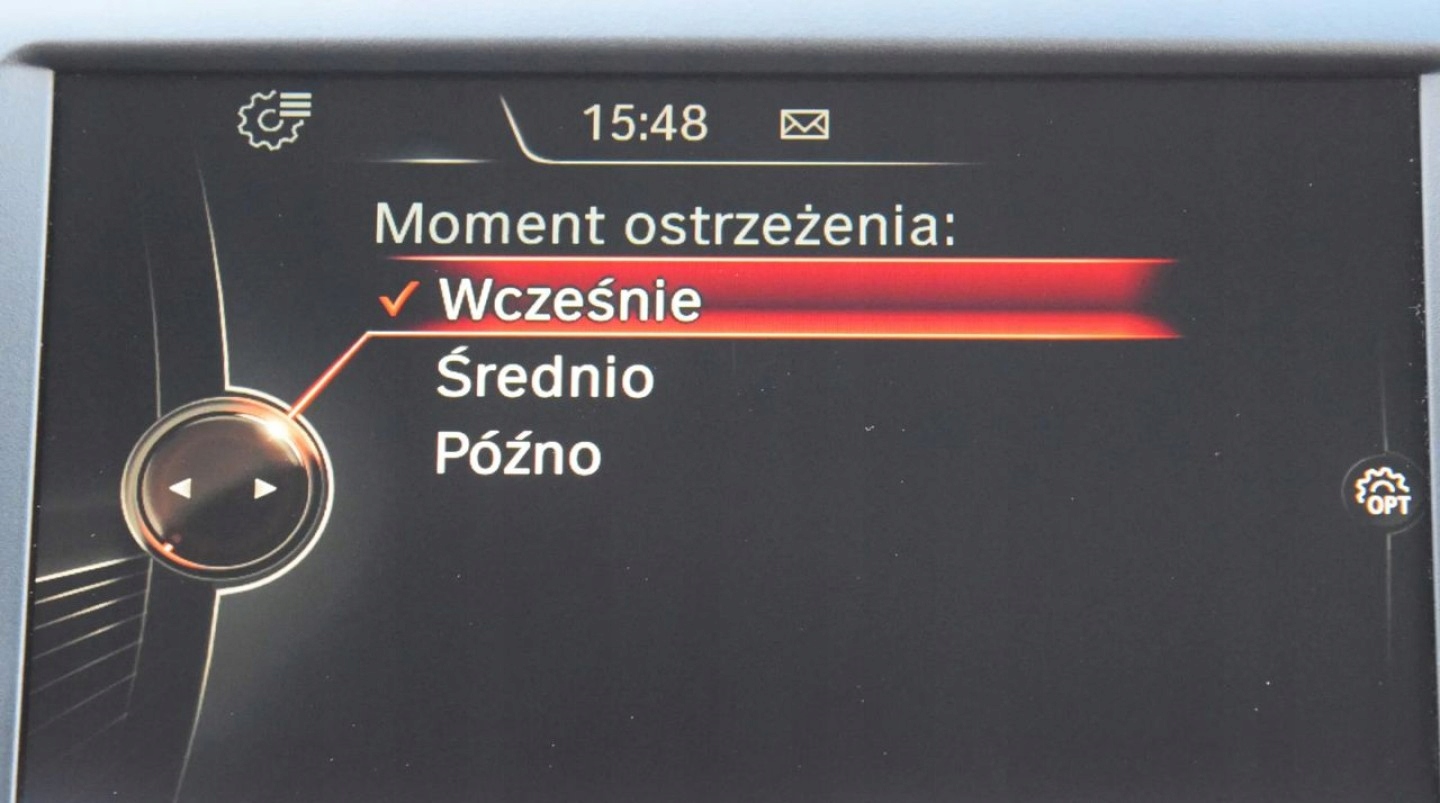 15:48
Moment ostrzeżenia:
Wcześnie
Średnio
Późno
OPT